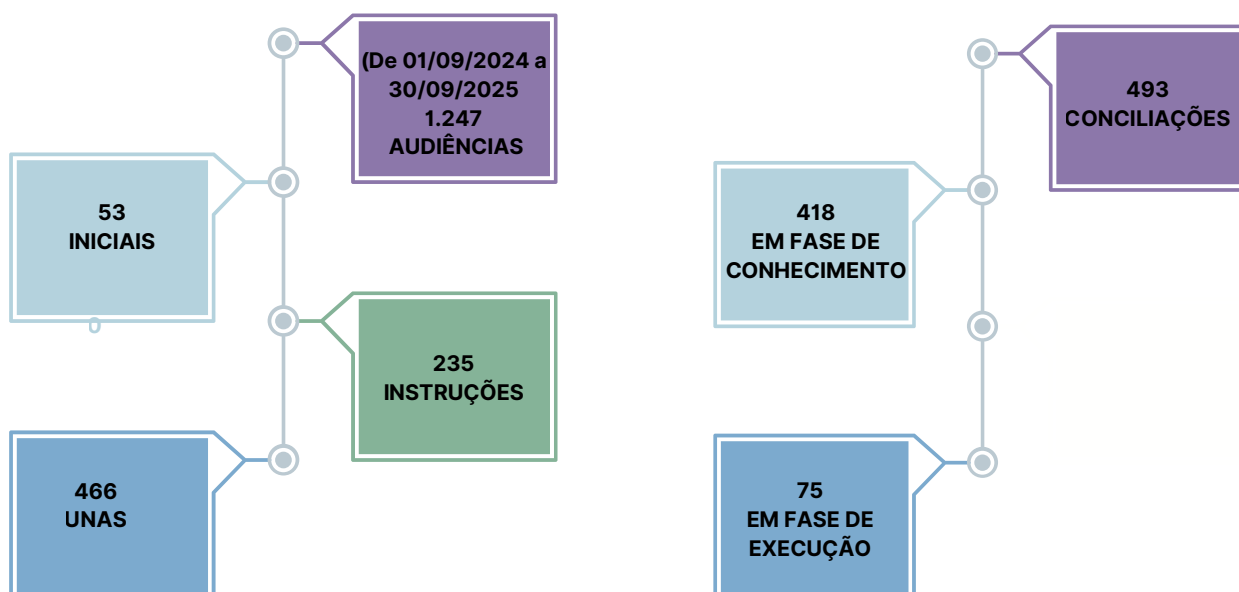 (De 01/09/2024 a
30/09/2025
1.247
AUDIÊNCIAS
53
INICIAIS
235
INSTRUÇÕES
466
UNAS
493
CONCILIAÇÕES
418
EM FASE DE
CONHECIMENTO
75
EM FASE DE
EXECUÇÃO